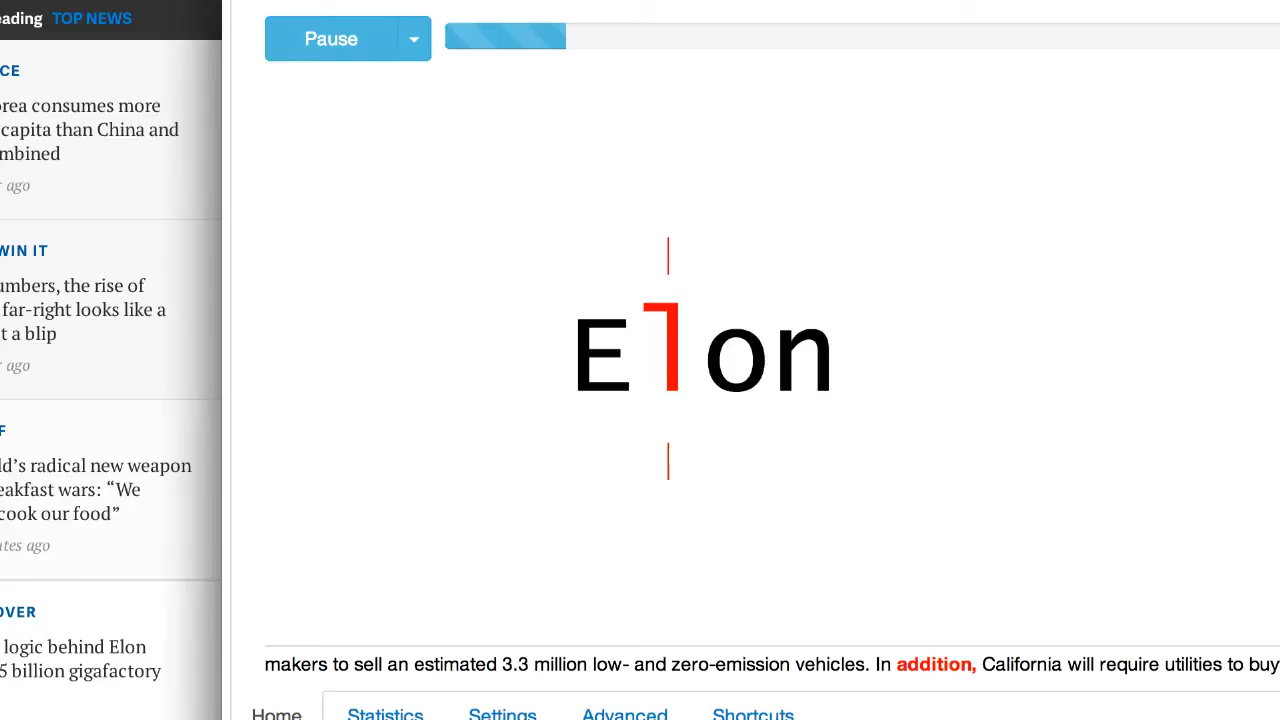 eading TOP NEWS
CE
orea consumes more
capita than China and
mbined
r ago
WIN IT
umbers, the rise of
far-right looks like a
t a blip
r ago
F
ld's radical new weapon
eakfast wars: “We
cook our food”
utes ago
OVER
logic behind Elon
5 billion gigafactory
Pause
Elon
makers to sell an estimated 3.3 million low- and zero-emission vehicles. In addition, California will require utilities to buy
Home Statistics Settings Advanced Shortcuts